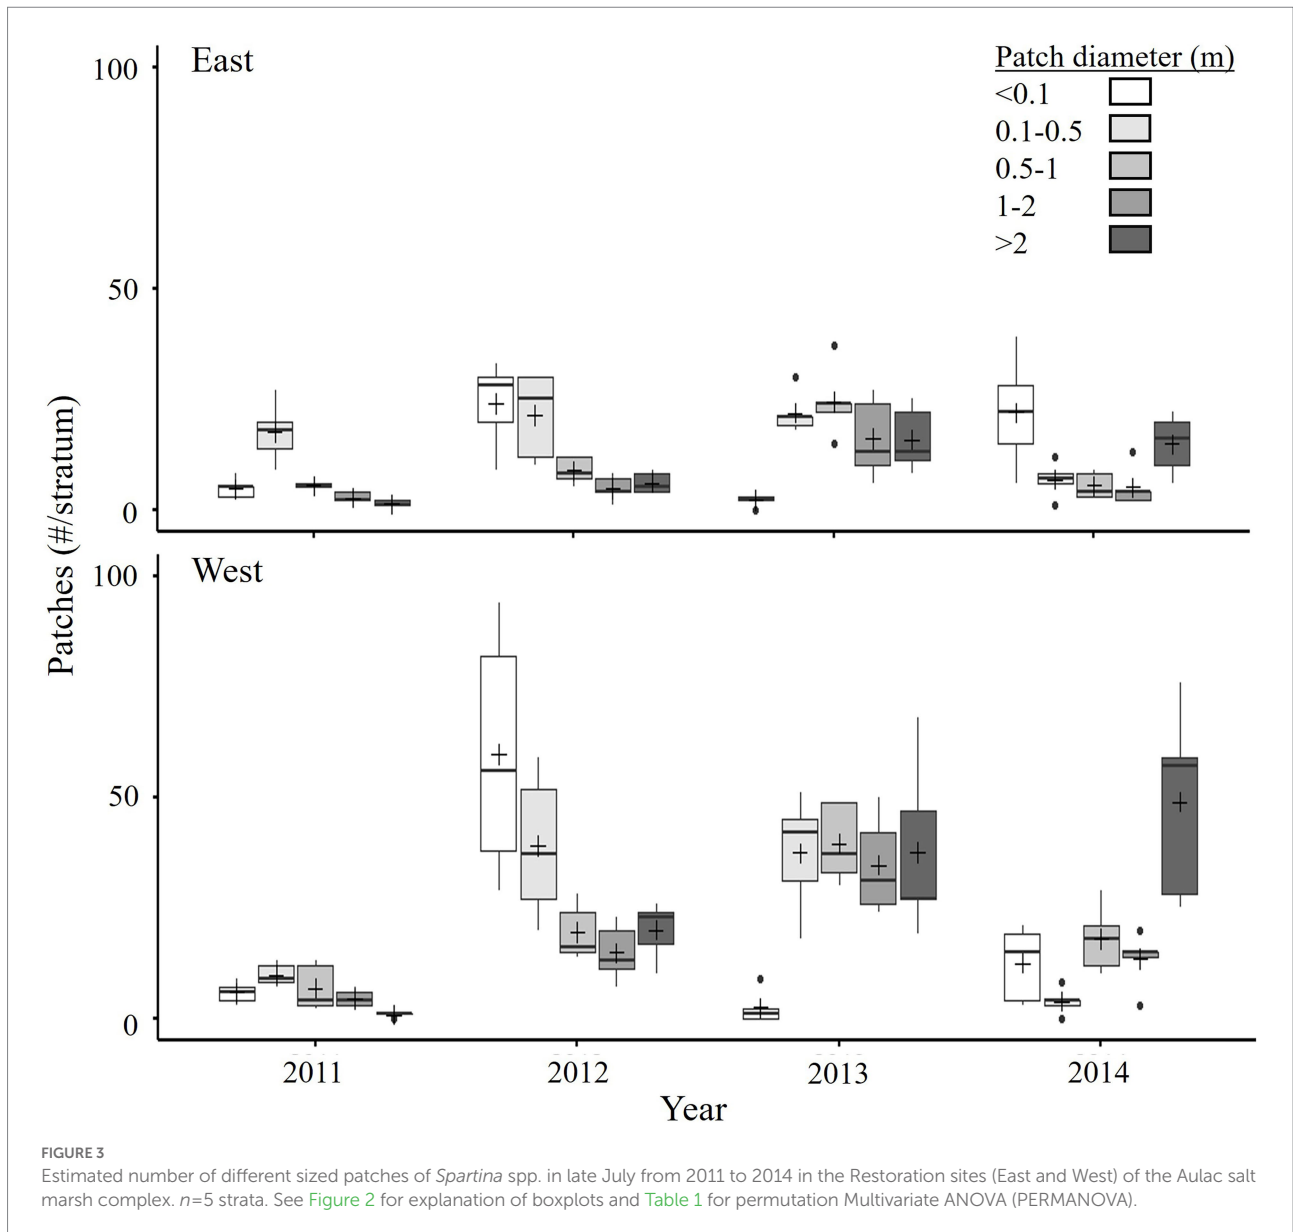 East
Patch diameter (m)
<0.1
0.1-0.5
0.5-1
1-2
>2
100
50
0
Patches (#/stratum)
West
100
50
0
2011 2012 2013 2014
Year
FIGURE 3
Estimated number of different sized patches of Spartina spp. in late July from 2011 to 2014 in the Restoration sites (East and West) of the Aulac salt
marsh complex. n=5 strata. See Figure 2 for explanation of boxplots and Table 1 for permutation Multivariate ANOVA (PERMANOVA).